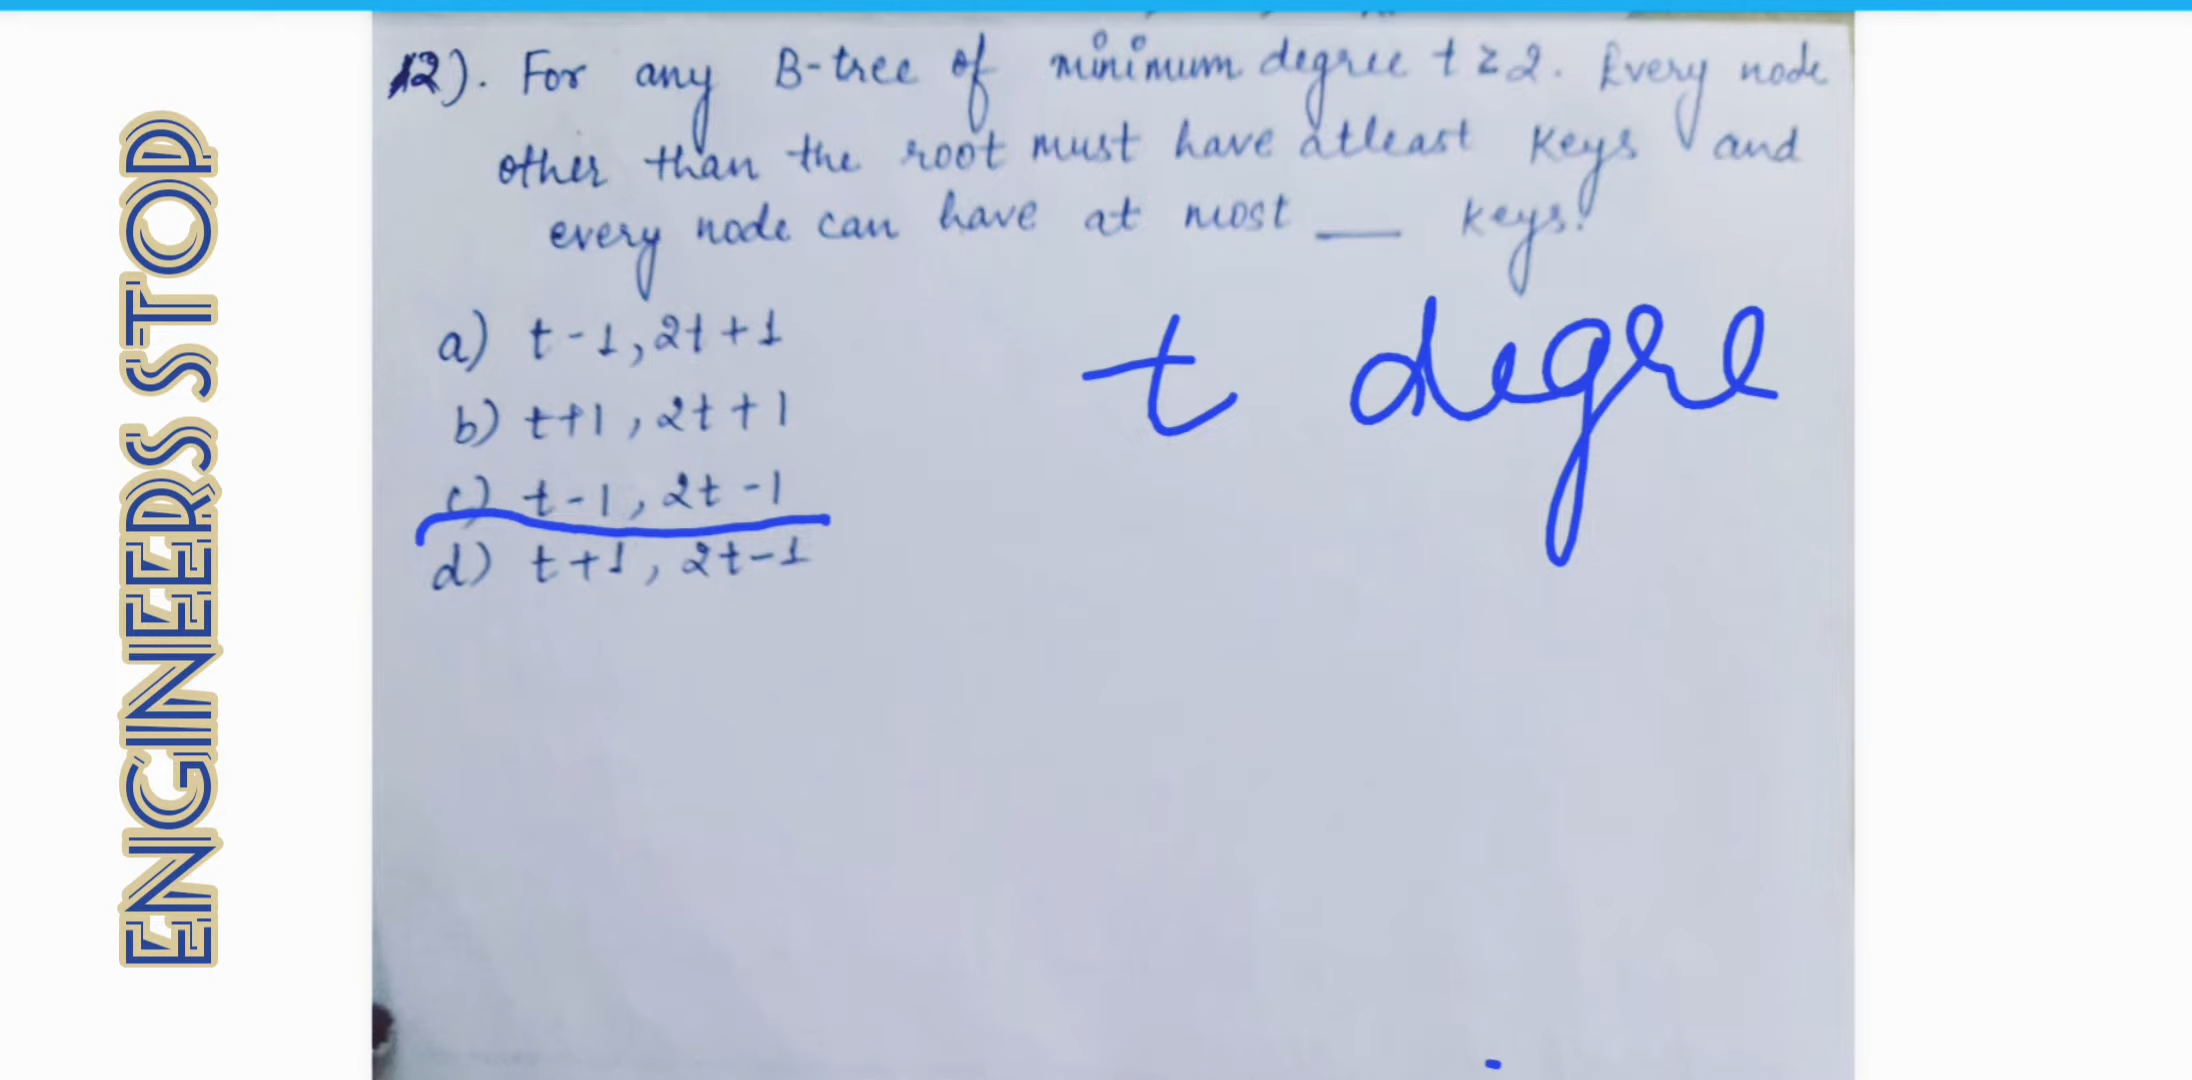 12). For any B-tree of minimum degree t ≥ 2. Every node
other than the root must have atleast keys and
every node can have at most ___ keys?
a) t-1, 2t+1
b) t+1, 2t+1
c) t-1, 2t-1
d) t+1, 2t-1
t degre
ENGINEERS STOD